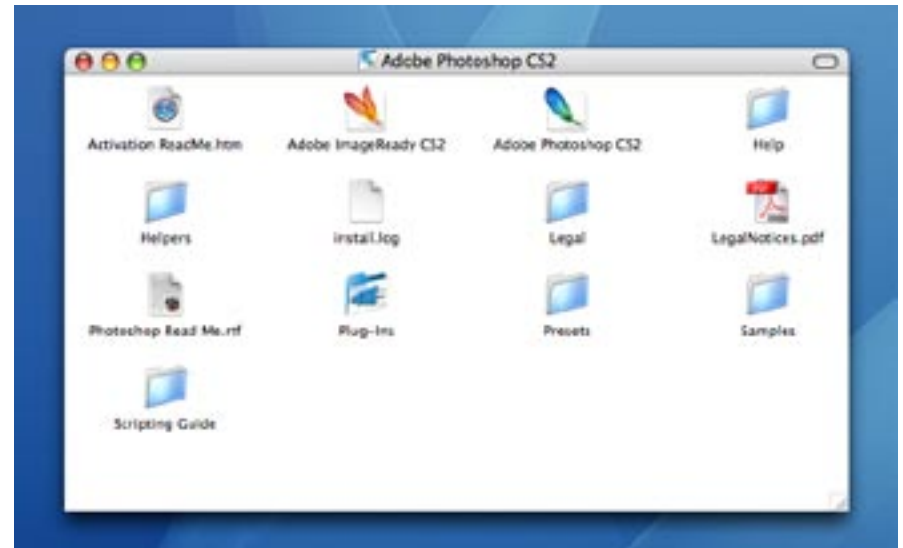 Adobe Photoshop CS2
Activation ReadMe.htm
Adobe ImageReady CS2
Adobe Photoshop CS2
Help
Helpers
install.log
Legal
PDF
LegalNotices.pdf
Photoshop Read Me.rtf
Plug-Ins
Presets
Samples
Scripting Guide